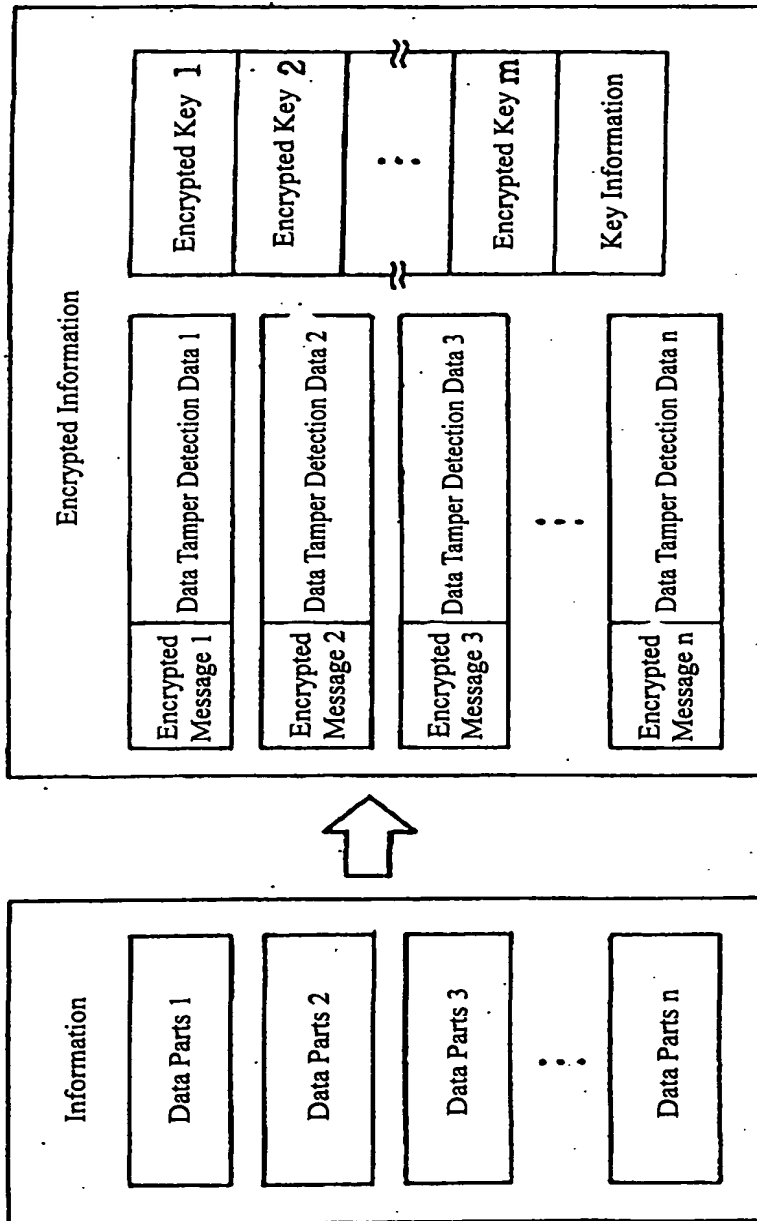 Information
Data Parts 1
Data Parts 2
Data Parts 3
Data Parts n
Encrypted Information
Encrypted
Message 1
Data Tamper Detection Data 1
Encrypted
Message 2
Data Tamper Detection Data 2
Encrypted
Message 3
Data Tamper Detection Data 3
Encrypted
Message n
Data Tamper Detection Data n
Encrypted Key 1
Encrypted Key 2
Encrypted Key m
Key Information